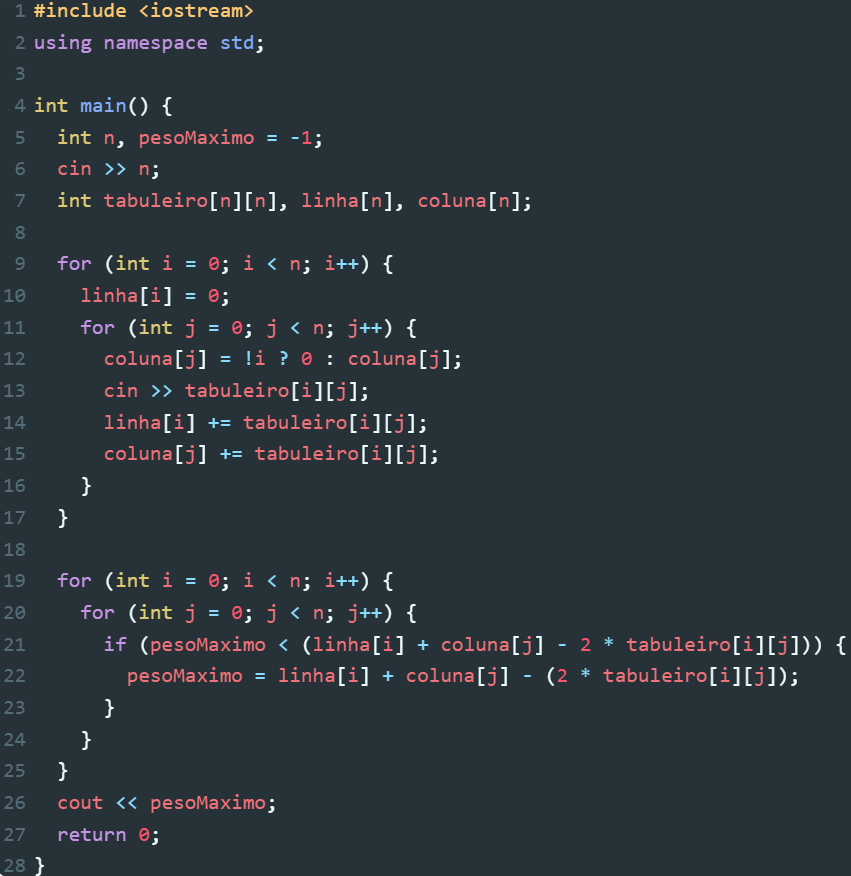 1 #include <iostream>
2 using namespace std;
3
4 int main() {
5   int n, pesoMaximo = -1;
6   cin >> n;
7   int tabuleiro[n][n], linha[n], coluna[n];
8
9   for (int i = 0; i < n; i++) {
10     linha[i] = 0;
11     for (int j = 0; j < n; j++) {
12       coluna[j] = !i ? 0 : coluna[j];
13       cin >> tabuleiro[i][j];
14       linha[i] += tabuleiro[i][j];
15       coluna[j] += tabuleiro[i][j];
16     }
17   }
18
19   for (int i = 0; i < n; i++) {
20     for (int j = 0; j < n; j++) {
21       if (pesoMaximo < (linha[i] + coluna[j] - 2 * tabuleiro[i][j])) {
22         pesoMaximo = linha[i] + coluna[j] - (2 * tabuleiro[i][j]);
23       }
24     }
25   }
26   cout << pesoMaximo;
27   return 0;
28 }